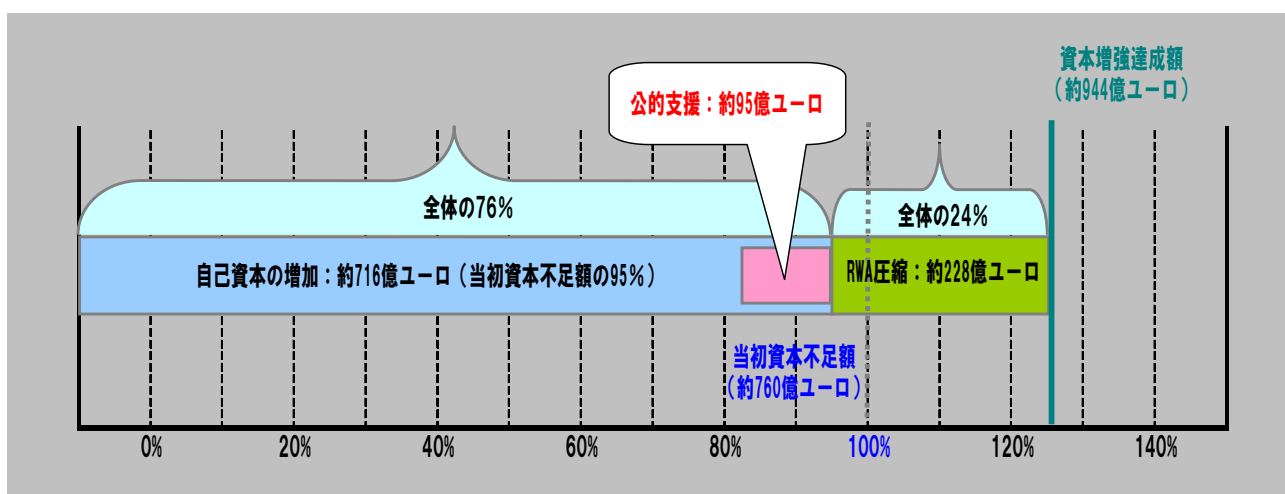 資本増強達成額
（約944億ユーロ）
公的支援：約95億ユーロ
全体の76%
全体の24%
自己資本の増加：約716億ユーロ（当初資本不足額の95%）
RWA圧縮：約228億ユーロ
当初資本不足額
（約760億ユーロ）
0% 20% 40% 60% 80% 100% 120% 140%